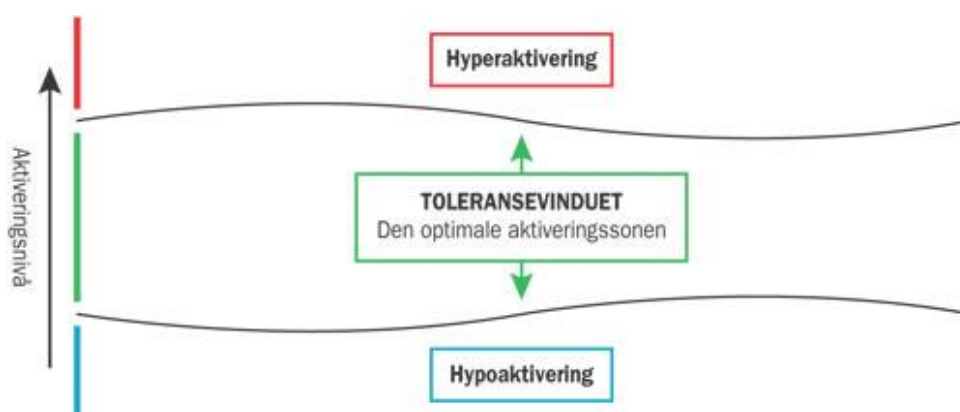 Hyperaktivering
Aktiveringsnivå
TOLERANSEVINDUET
Den optimale aktiveringssonen
Hypoaktivering